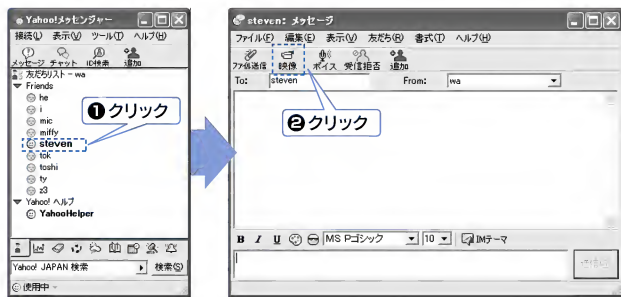 Yahoo!メッセンジャー
接続(L) 表示(V) ツール(T) ヘルプ(H)
メッセージ チャット ID検索 追加
友だちリスト - wa
Friends
he
i
mic
miffy
steven
tok
toshi
ty
z3
Yahoo! ヘルプ
YahooHelper
Yahoo! JAPAN 検索 検索(S)
使用中
❶クリック
steven: メッセージ
ファイル(F) 編集(E) 表示(V) 友だち(R) 書式(T) ヘルプ(H)
ファイル送信 映像 ボイス 受信拒否 追加
To: steven From: wa
❷クリック
B I U MS Pゴシック 10 IMテーマ